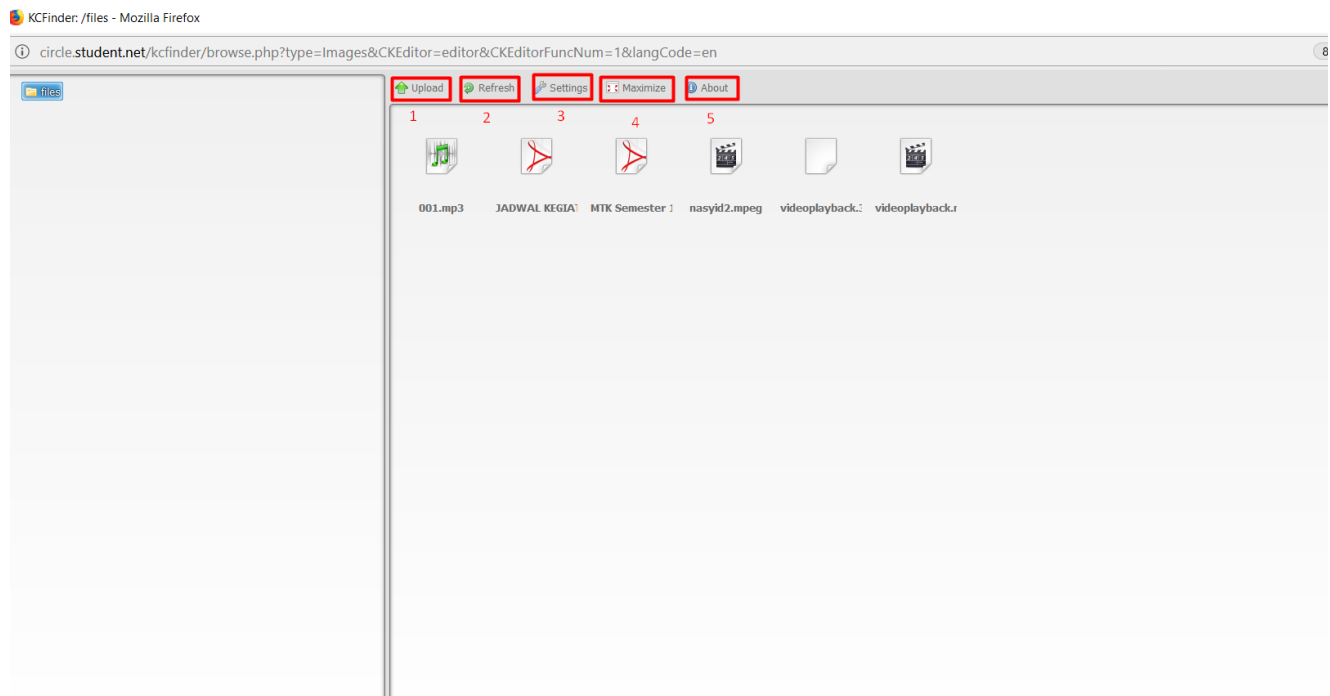 KCFinder: /files - Mozilla Firefox
circle.student.net/kcfinder/browse.php?type=Images&CKEditor=editor&CKEditorFuncNum=1&langCode=en
files
Upload Refresh Settings Maximize About
1 2 3 4 5
001.mp3 JADWAL KEGIAT MTK Semester 1 nasyid2.mpeg videoplayback.3 videoplayback.m